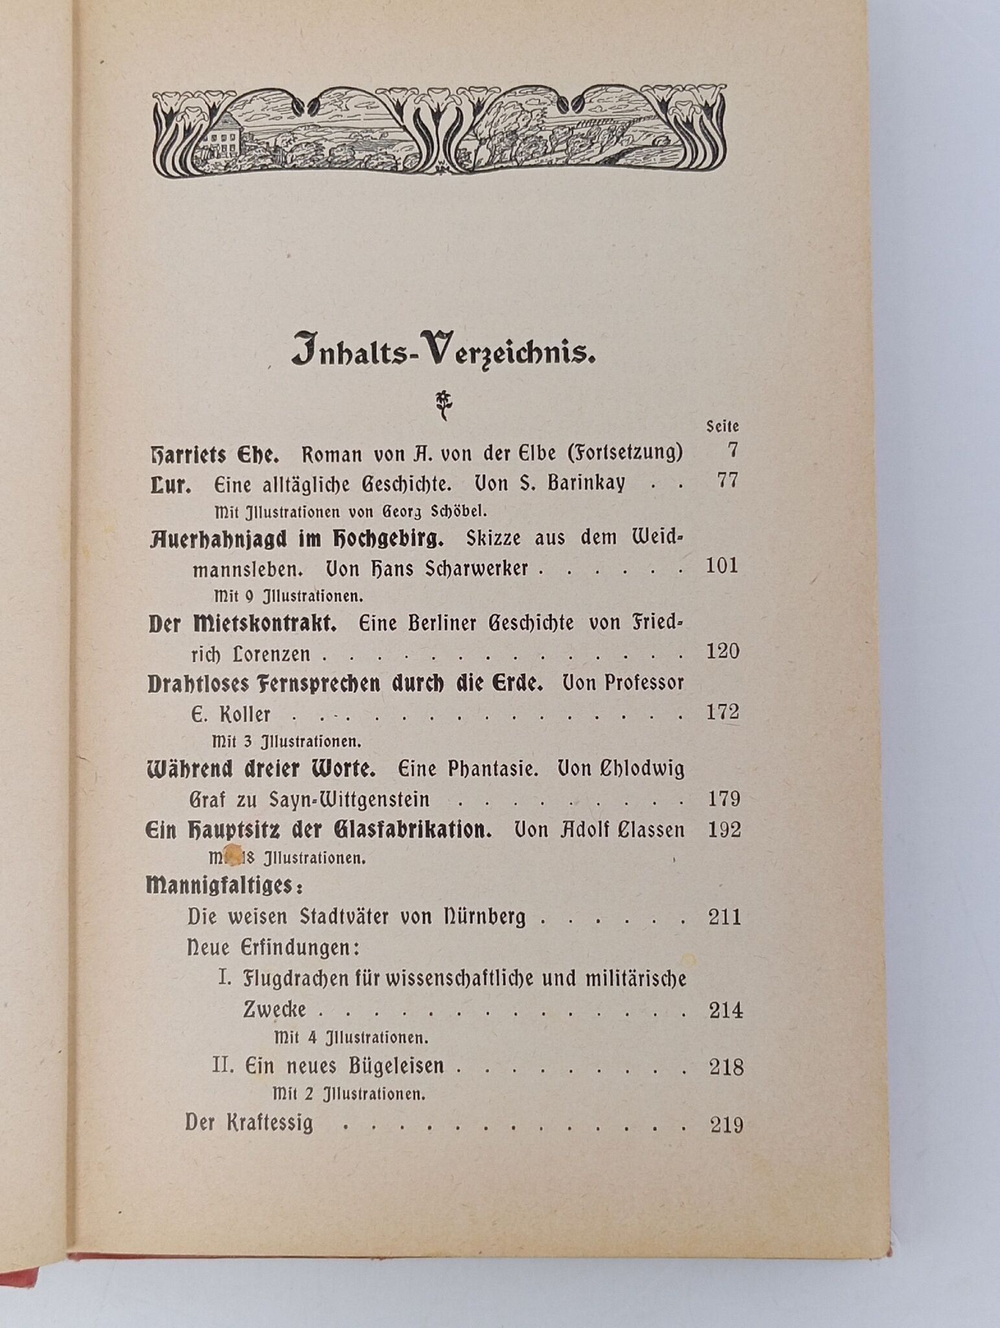 Inhalts-Verzeichnis.
Seite
Harriets Ehe. Roman von A. von der Elbe (Fortsetzung) 7
Lux. Eine alltägliche Geschichte. Von S. Barinkay . . 77
Mit Illustrationen von Georg Schöbel.
Auerhahnjagd im Hochgebirg. Skizze aus dem Weid-
mannsleben. Von Hans Scharwerker . . . . . . 101
Mit 9 Illustrationen.
Der Mietskontrakt. Eine Berliner Geschichte von Fried-
rich Lorenzen . . . . . . . . . . . . . . 120
Drahtloses Fernsprechen durch die Erde. Von Professor
E. Koller . . . . . . . . . . . . . . . 172
Mit 3 Illustrationen.
Während dreier Worte. Eine Phantasie. Von Chlodwig
Graf zu Sayn-Wittgenstein . . . . . . . . . 179
Ein Hauptsitz der Glasfabrikation. Von Adolf Classen 192
Illustrationen.
Mannigfaltiges:
Die weisen Stadtväter von Nürnberg . . . . . . 211
Neue Erfindungen:
I. Flugdrachen für wissenschaftliche und militärische
Zwecke . . . . . . . . . . . . . . 214
Mit 4 Illustrationen.
II. Ein neues Bügeleisen . . . . . . . . . 218
Mit 2 Illustrationen.
Der Kraftessig . . . . . . . . . . . . . 219